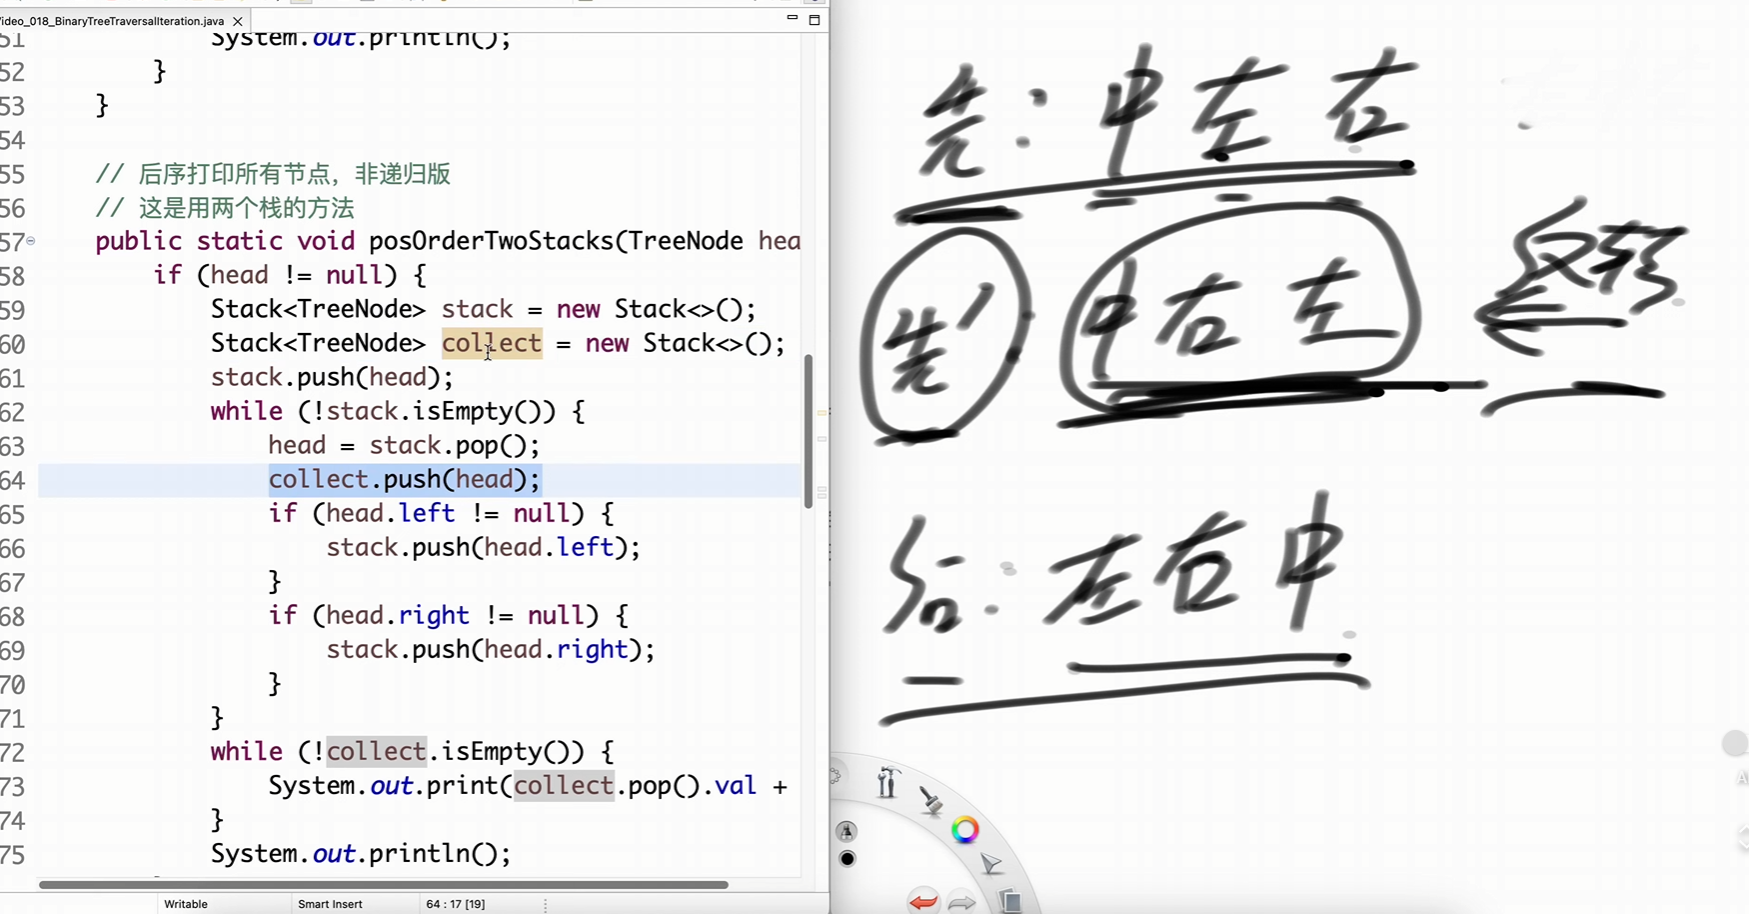 ideo_018_BinaryTreeTraversalIteration.java
51 System.out.println();
52 }
53 }
54
55 // 后序打印所有节点，非递归版
56 // 这是用两个栈的方法
57 public static void posOrderTwoStacks(TreeNode hea
58 if (head != null) {
59 Stack<TreeNode> stack = new Stack<>();
60 Stack<TreeNode> collect = new Stack<>();
61 stack.push(head);
62 while (!stack.isEmpty()) {
63 head = stack.pop();
64 collect.push(head);
65 if (head.left != null) {
66 stack.push(head.left);
67 }
68 if (head.right != null) {
69 stack.push(head.right);
70 }
71 }
72 while (!collect.isEmpty()) {
73 System.out.print(collect.pop().val +
74 }
75 System.out.println();
Writable Smart Insert 64 : 17 [19]
先：中左右
先' 中右左 反转
后：左右中